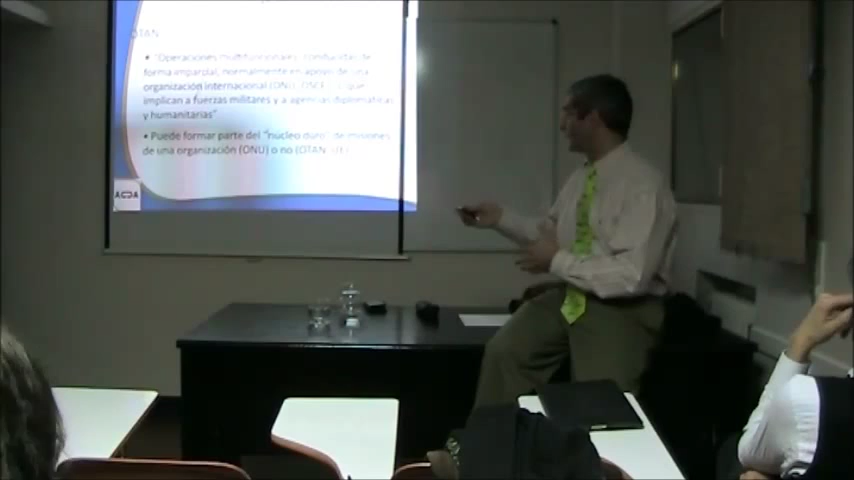 OTAN
• "Operaciones multifuncionales, conducidas de
forma imparcial, normalmente en apoyo de una
organización internacional (ONU, OSCE...), que
implican a fuerzas militares y a agencias diplomáticas
y humanitarias"
• Puede formar parte del "núcleo duro" de misiones
de una organización (ONU) o no (OTAN, UE)